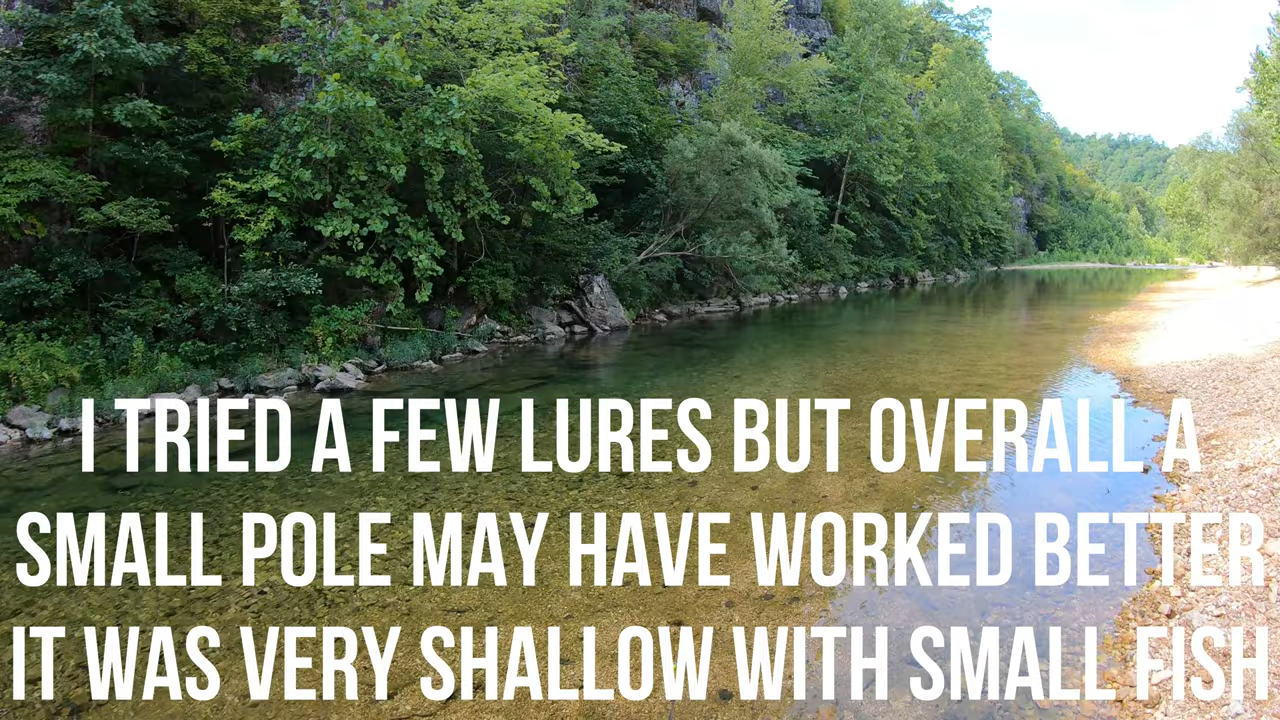 I TRIED A FEW LURES BUT OVERALL A
SMALL POLE MAY HAVE WORKED BETTER
IT WAS VERY SHALLOW WITH SMALL FISH